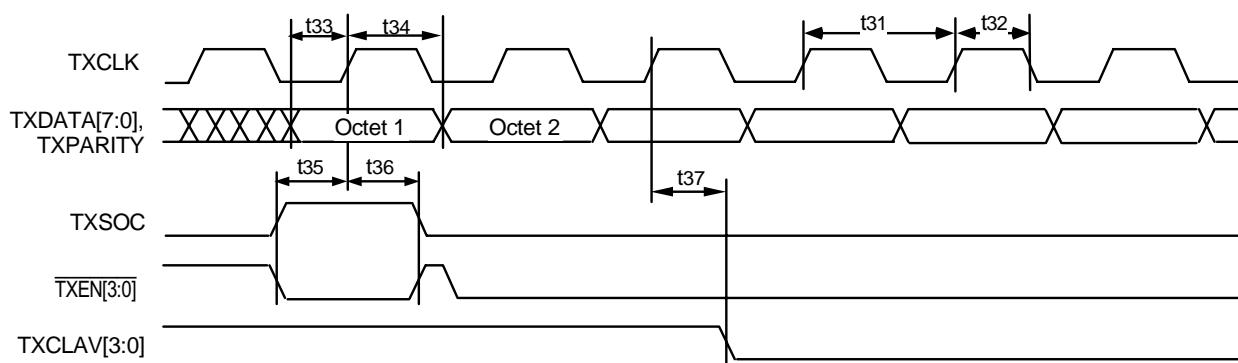 t33 t34 t31 t32
TXCLK
TXDATA[7:0],
TXPARITY
Octet 1 Octet 2
t35 t36 t37
TXSOC
TXEN[3:0]
TXCLAV[3:0]